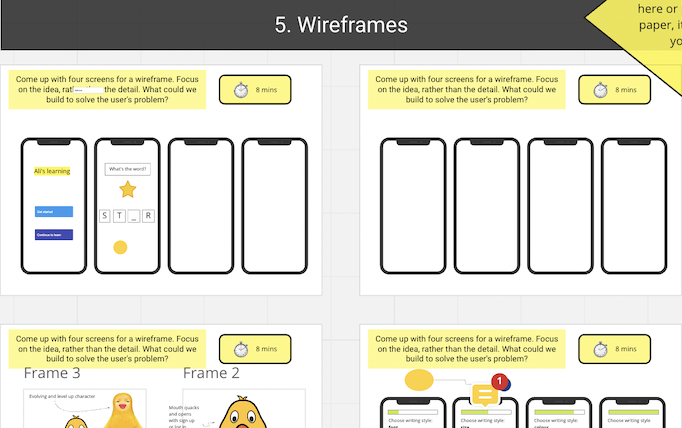 5. Wireframes
here or
paper, it
yo
Come up with four screens for a wireframe. Focus
on the idea, rat the detail. What could we
build to solve the user's problem?
8 mins
Ali's learning
Continue to learn
What's the word?
S T _ R
Come up with four screens for a wireframe. Focus
on the idea, rather than the detail. What could we
build to solve the user's problem?
8 mins
Come up with four screens for a wireframe. Focus
on the idea, rather than the detail. What could we
build to solve the user's problem?
8 mins
Frame 3
Frame 2
Evolving and level up character
Mouth quacks
and opens
with sign up
or log in
Come up with four screens for a wireframe. Focus
on the idea, rather than the detail. What could we
build to solve the user's problem?
8 mins
1
Choose writing style:
font
Choose writing style:
size
Choose writing style:
colour
Choose writing style